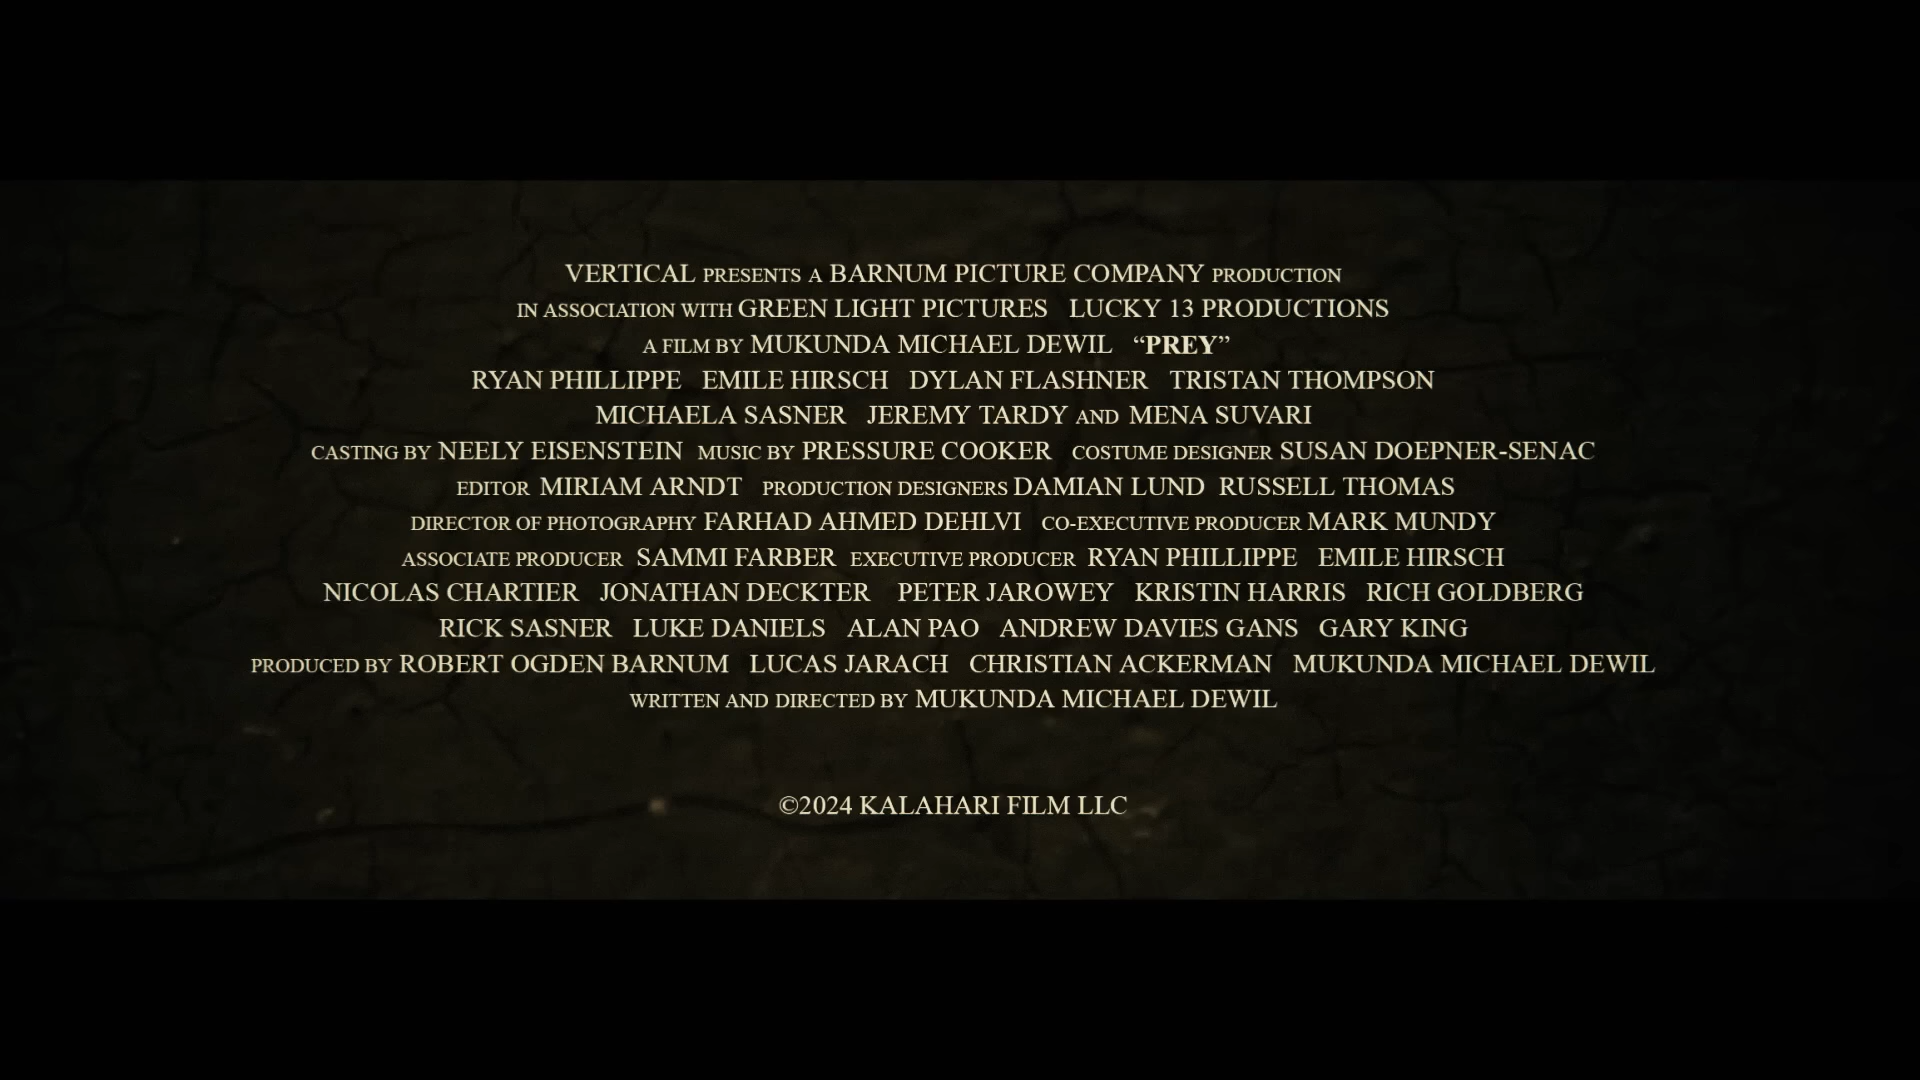 VERTICAL PRESENTS A BARNUM PICTURE COMPANY PRODUCTION
IN ASSOCIATION WITH GREEN LIGHT PICTURES LUCKY 13 PRODUCTIONS
A FILM BY MUKUNDA MICHAEL DEWIL “PREY”
RYAN PHILLIPPE EMILE HIRSCH DYLAN FLASHNER TRISTAN THOMPSON
MICHAELA SASNER JEREMY TARDY AND MENA SUVARI
CASTING BY NEELY EISENSTEIN MUSIC BY PRESSURE COOKER COSTUME DESIGNER SUSAN DOEPNER-SENAC
EDITOR MIRIAM ARNDT PRODUCTION DESIGNERS DAMIAN LUND RUSSELL THOMAS
DIRECTOR OF PHOTOGRAPHY FARHAD AHMED DEHLVI CO-EXECUTIVE PRODUCER MARK MUNDY
ASSOCIATE PRODUCER SAMMI FARBER EXECUTIVE PRODUCER RYAN PHILLIPPE EMILE HIRSCH
NICOLAS CHARTIER JONATHAN DECKTER PETER JAROWEY KRISTIN HARRIS RICH GOLDBERG
RICK SASNER LUKE DANIELS ALAN PAO ANDREW DAVIES GANS GARY KING
PRODUCED BY ROBERT OGDEN BARNUM LUCAS JARACH CHRISTIAN ACKERMAN MUKUNDA MICHAEL DEWIL
WRITTEN AND DIRECTED BY MUKUNDA MICHAEL DEWIL
©2024 KALAHARI FILM LLC